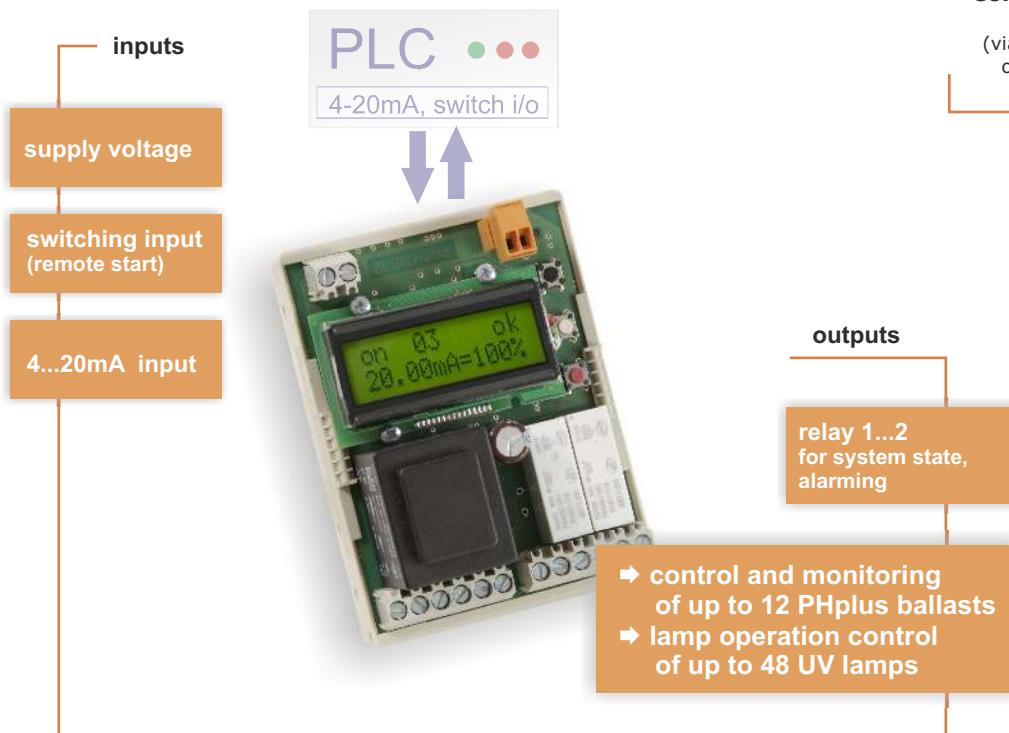 inputs
supply voltage
switching input
(remote start)
4...20mA input
PLC
4-20mA, switch i/o
on 03 ok
20.00mA=100%
(via
outputs
relay 1...2
for system state,
alarming
➡ control and monitoring
of up to 12 PHplus ballasts
➡ lamp operation control
of up to 48 UV lamps